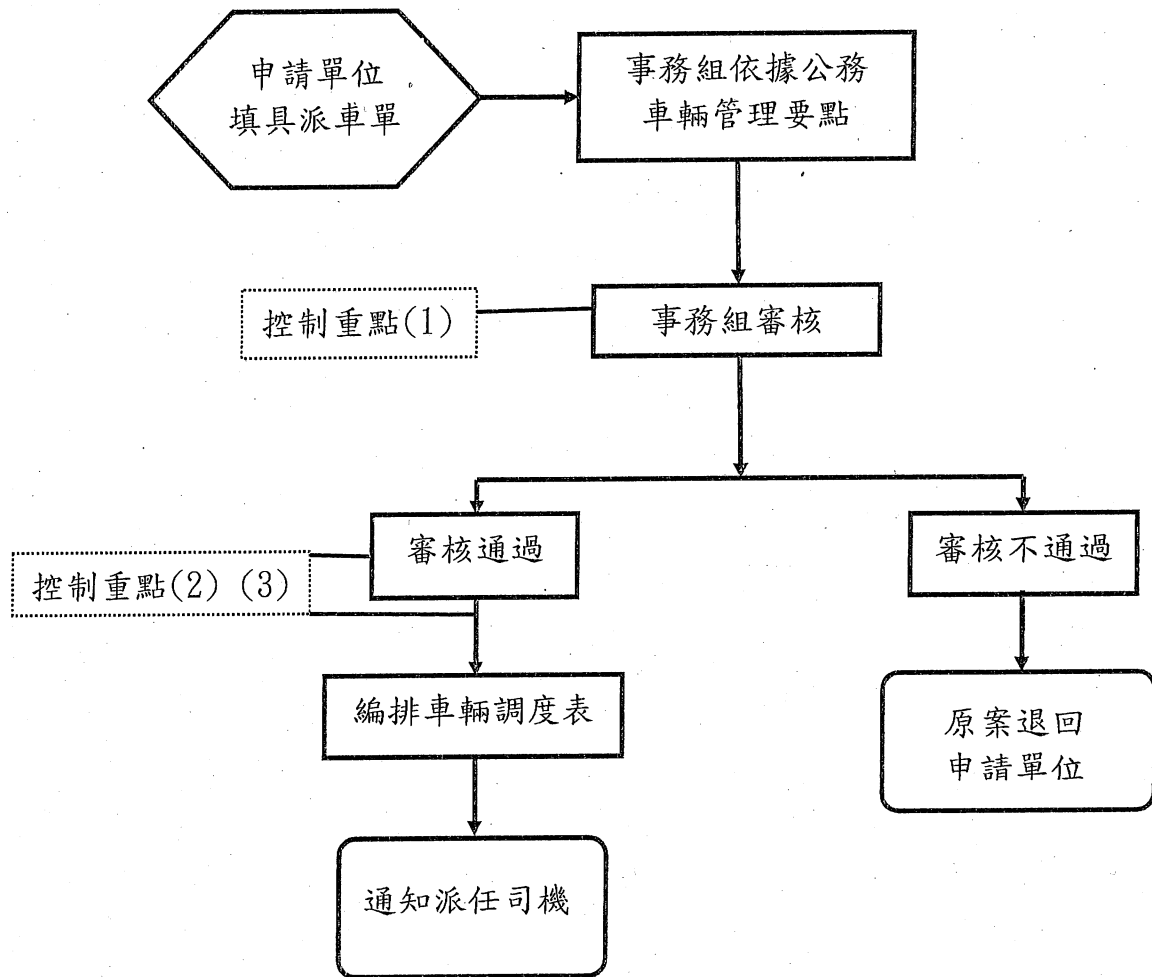 申請單位
填具派車單
事務組依據公務
車輛管理要點
控制重點(1)
事務組審核
審核通過
審核不通過
控制重點(2) (3)
編排車輛調度表
原案退回
申請單位
通知派任司機